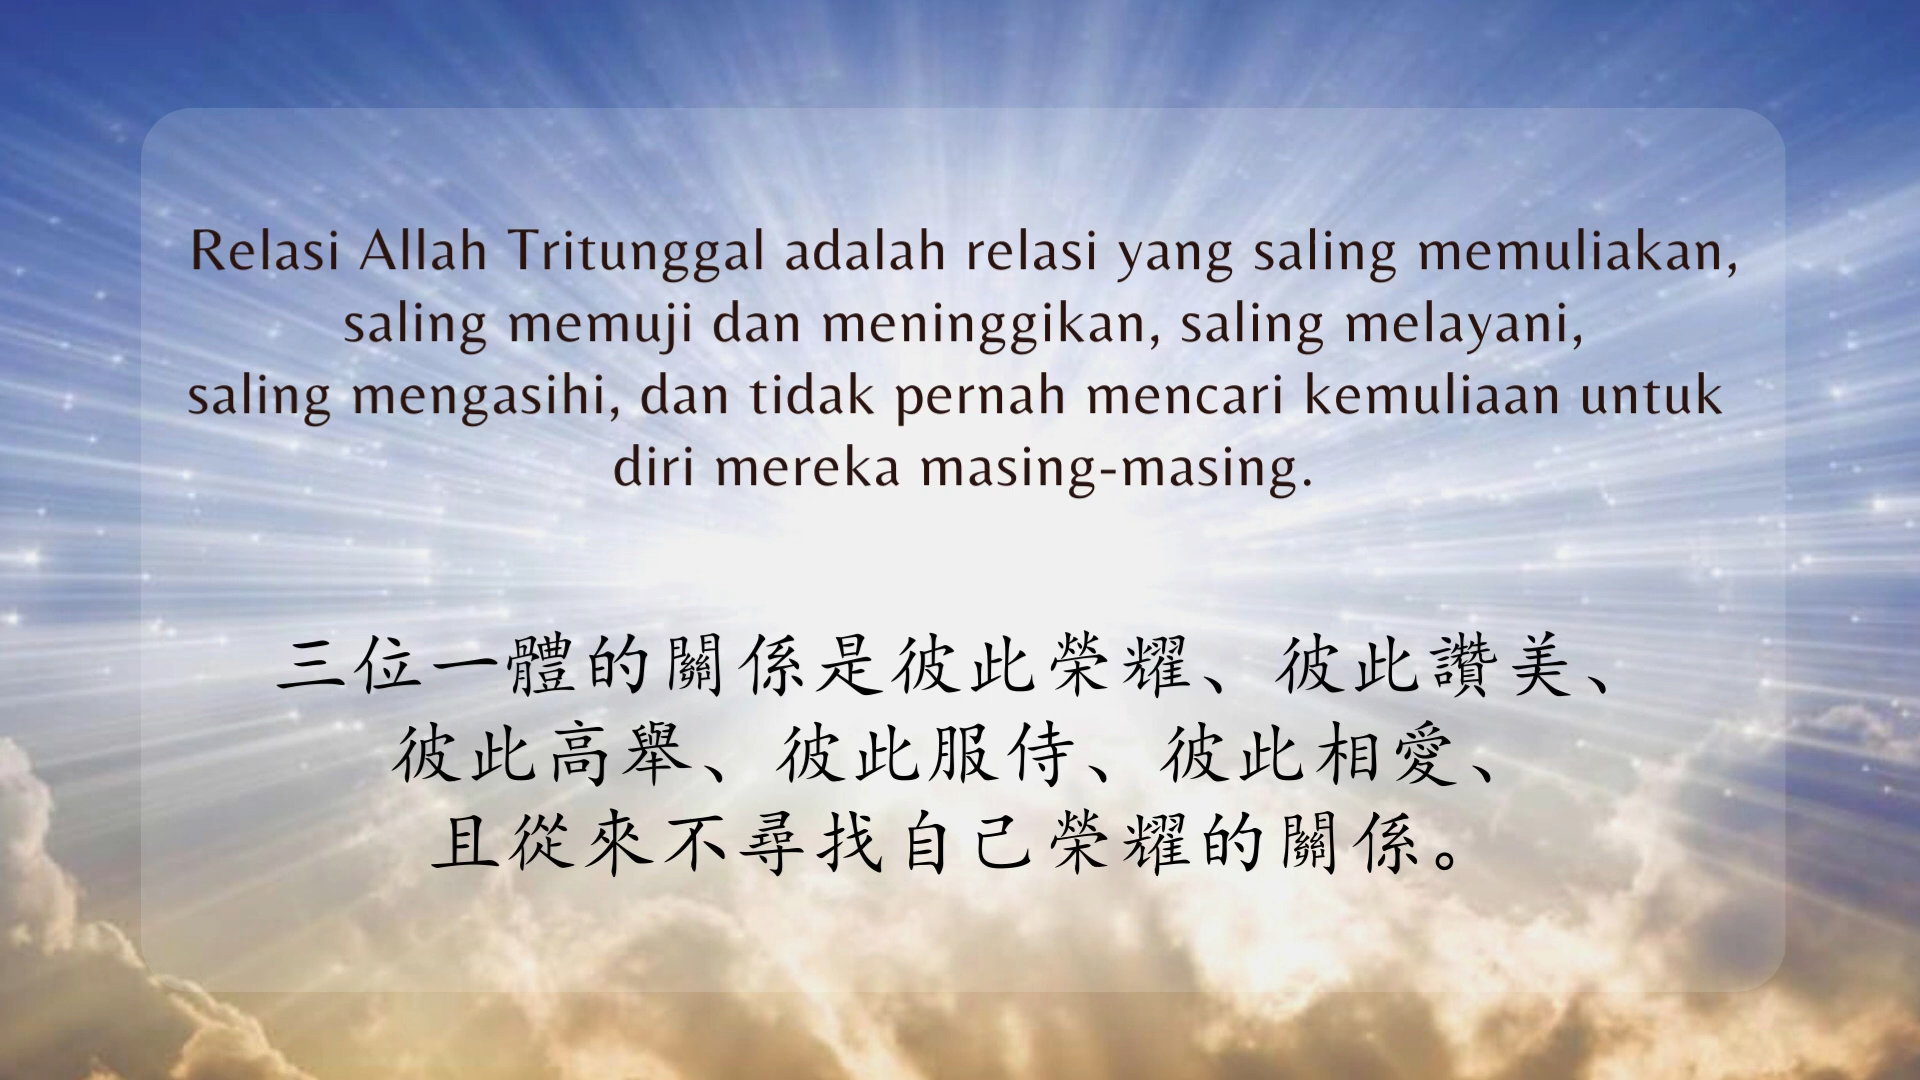 Relasi Allah Tritunggal adalah relasi yang saling memuliakan,
saling memuji dan meninggikan, saling melayani,
saling mengasihi, dan tidak pernah mencari kemuliaan untuk
diri mereka masing-masing.
三位一體的關係是彼此榮耀、彼此讚美、
彼此高舉、彼此服侍、彼此相愛、
且從來不尋找自己榮耀的關係。